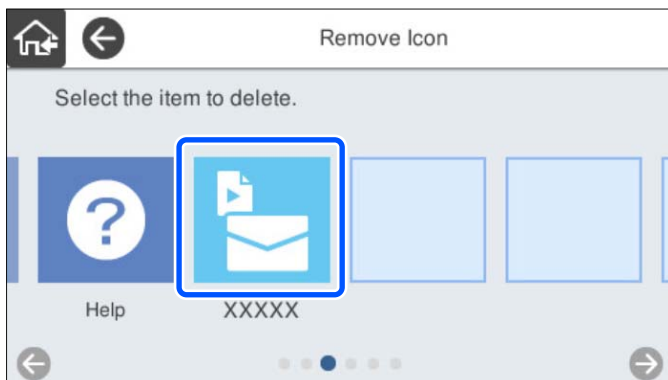 Remove Icon
Select the item to delete.
?
Help
XXXXX